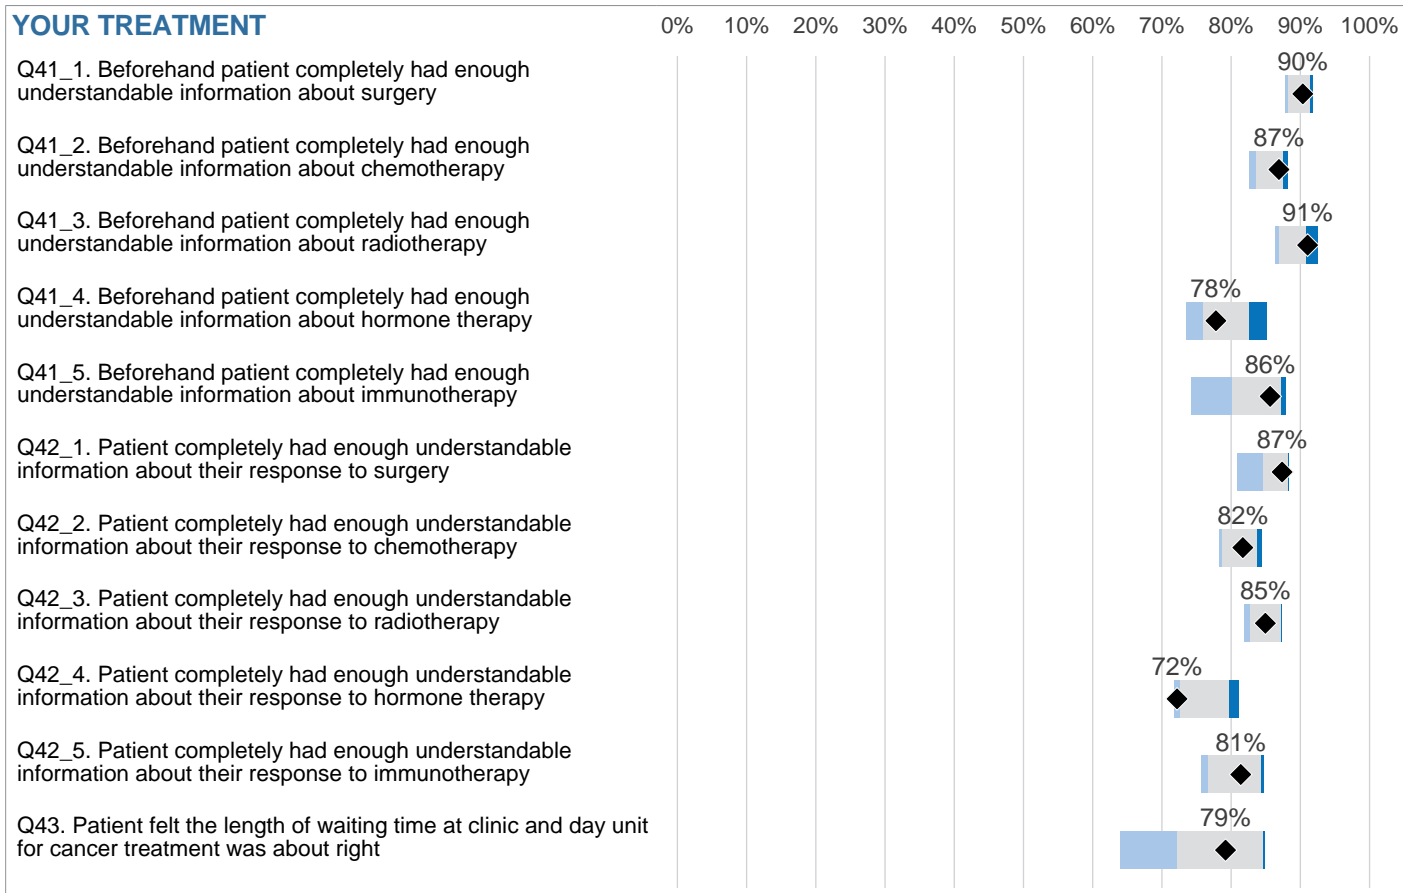 YOUR TREATMENT
0% 10% 20% 30% 40% 50% 60% 70% 80% 90% 100%
Q41_1. Beforehand patient completely had enough
understandable information about surgery
90%
Q41_2. Beforehand patient completely had enough
understandable information about chemotherapy
87%
Q41_3. Beforehand patient completely had enough
understandable information about radiotherapy
91%
Q41_4. Beforehand patient completely had enough
understandable information about hormone therapy
78%
Q41_5. Beforehand patient completely had enough
understandable information about immunotherapy
86%
Q42_1. Patient completely had enough understandable
information about their response to surgery
87%
Q42_2. Patient completely had enough understandable
information about their response to chemotherapy
82%
Q42_3. Patient completely had enough understandable
information about their response to radiotherapy
85%
Q42_4. Patient completely had enough understandable
information about their response to hormone therapy
72%
Q42_5. Patient completely had enough understandable
information about their response to immunotherapy
81%
Q43. Patient felt the length of waiting time at clinic and day unit
for cancer treatment was about right
79%